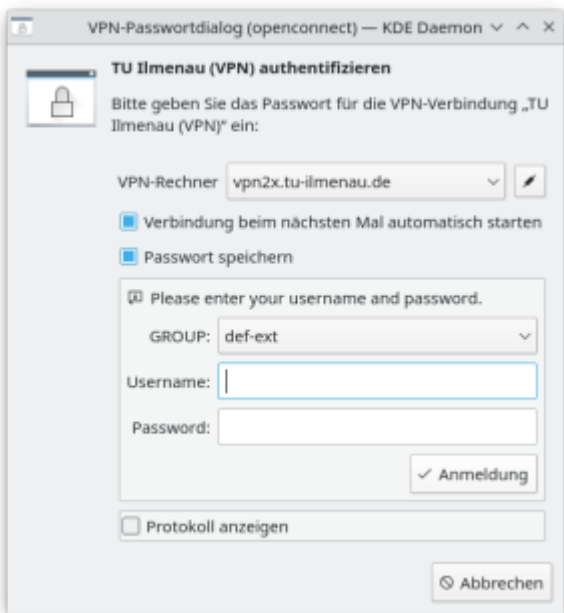 VPN-Passwortdialog (openconnect) — KDE Daemon
TU Ilmenau (VPN) authentifizieren
Bitte geben Sie das Passwort für die VPN-Verbindung „TU
Ilmenau (VPN)“ ein:
VPN-Rechner vpn2x.tu-ilmenau.de
Verbindung beim nächsten Mal automatisch starten
Passwort speichern
Please enter your username and password.
GROUP: def-ext
Username:
Password:
Anmeldung
Protokoll anzeigen
Abbrechen